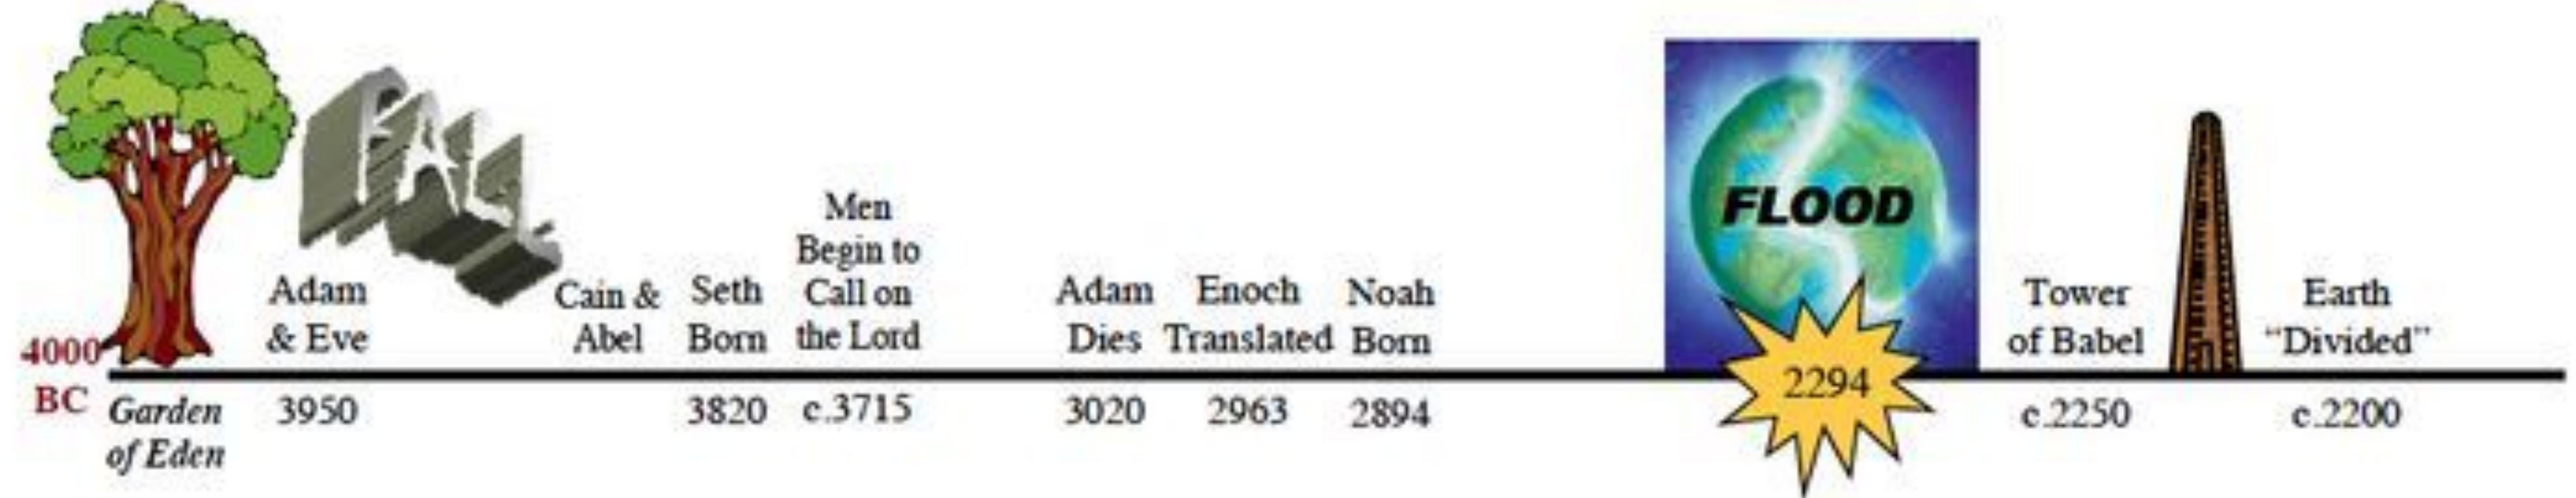 FALL
Men
Begin to
Call on
the Lord
Adam
& Eve
Cain &
Abel
Seth
Born
Adam
Dies
Enoch
Translated
Noah
Born
FLOOD
Tower
of Babel
Earth
“Divided”
4000
BC
Garden
of Eden
3950
3820
c.3715
3020
2963
2894
2294
c.2250
c.2200